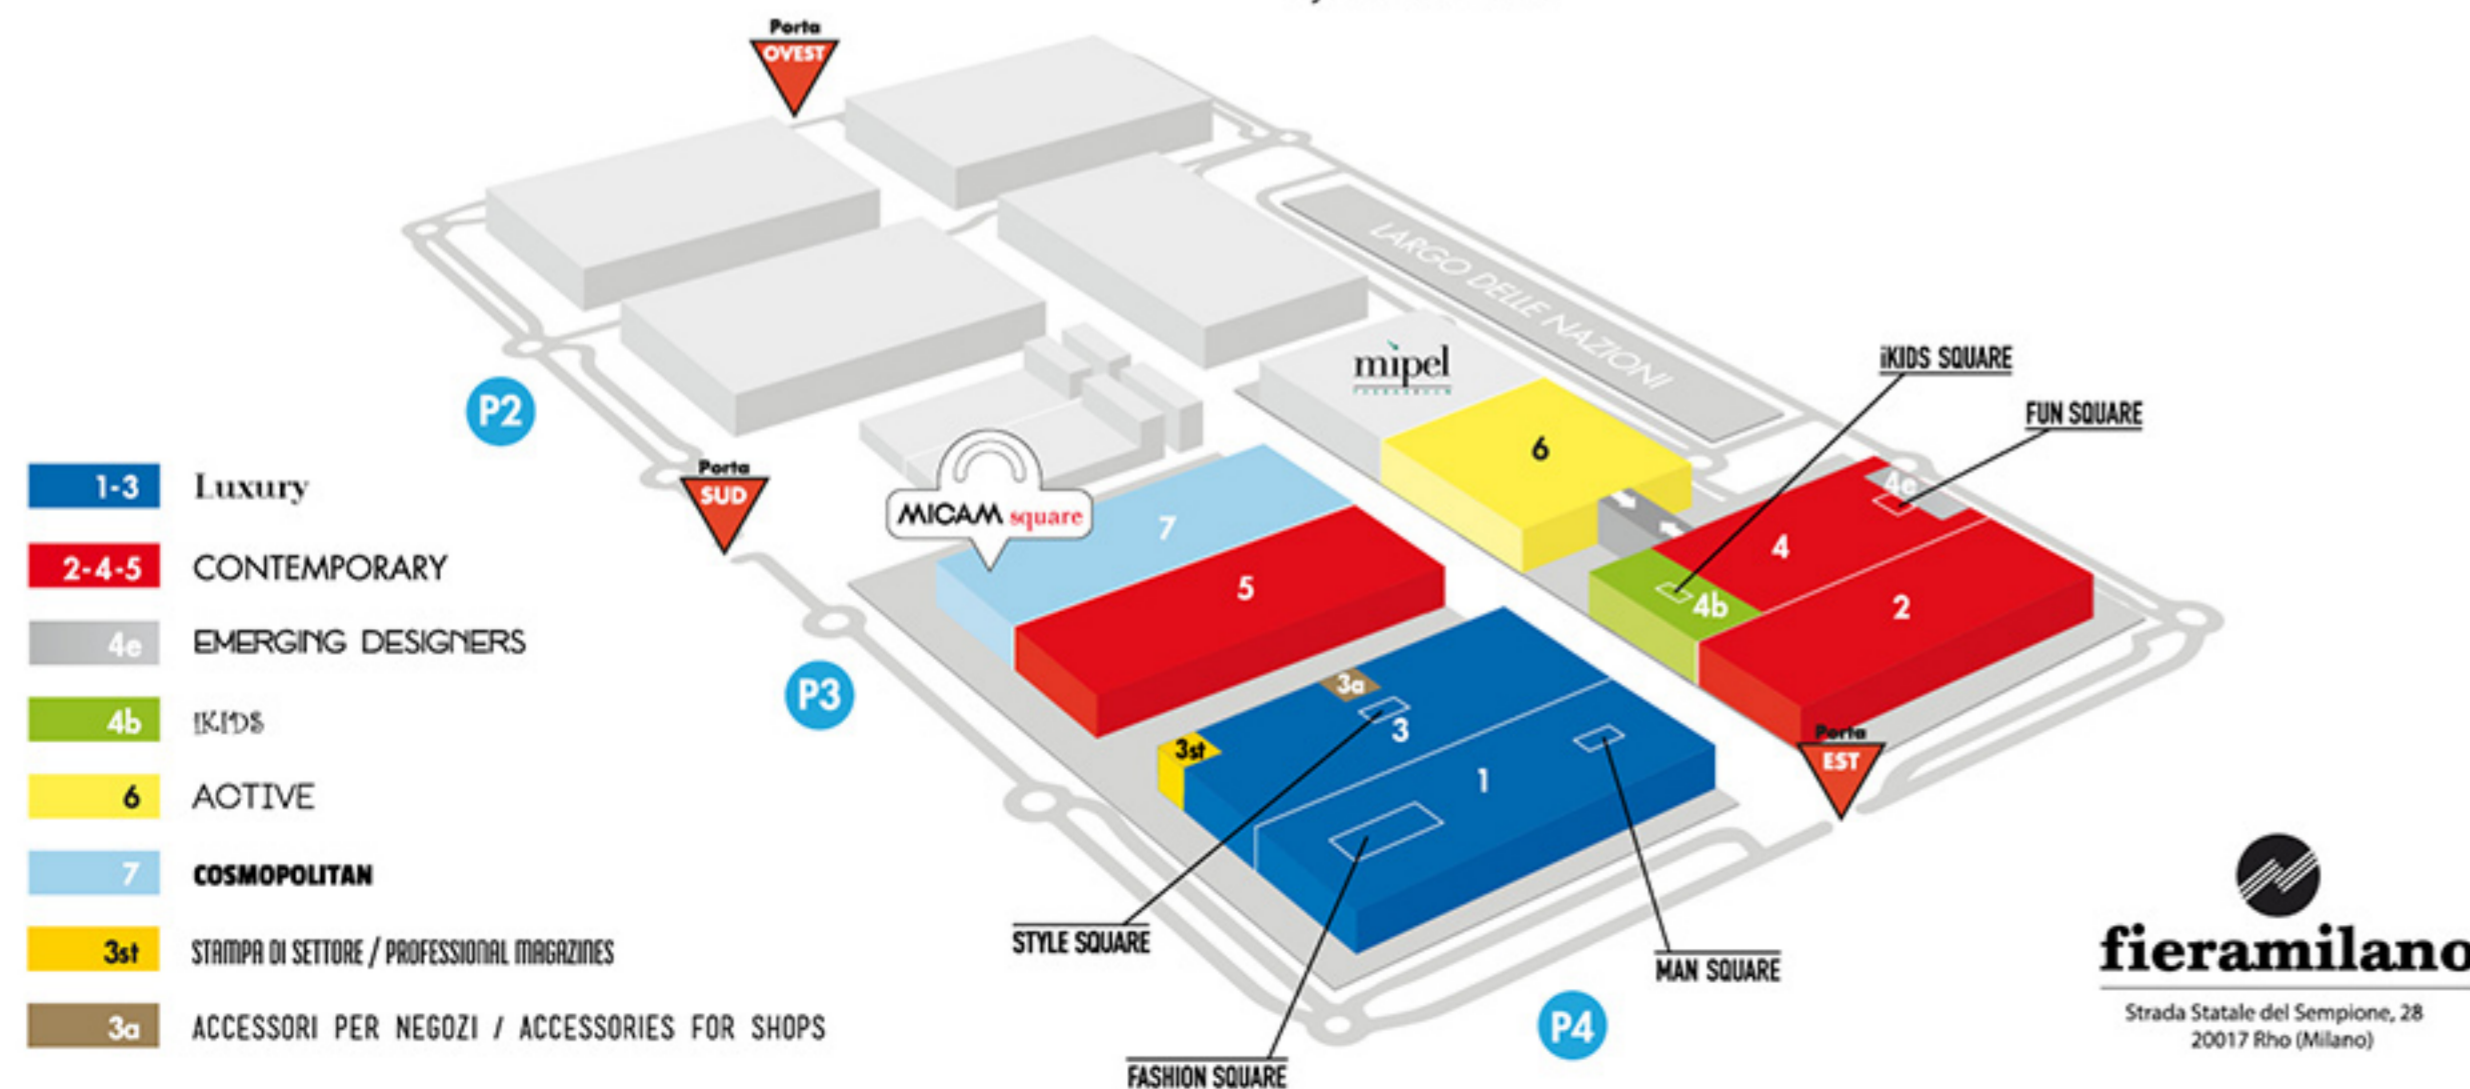 Porta
OVEST
LARGO DELLE NAZIONI
mipel
iKIDS SQUARE
FUN SQUARE
P2
6
4e
Porta
SUD
MICAM square
7
4
5
4b
2
P3
3a
3
3st
1
Porta
EST
1-3 Luxury
2-4-5 CONTEMPORARY
4e EMERGING DESIGNERS
4b iKIDS
6 ACTIVE
7 COSMOPOLITAN
3st STAMPA DI SETTORE / PROFESSIONAL MAGAZINES
3a ACCESSORI PER NEGOZI / ACCESSORIES FOR SHOPS
STYLE SQUARE
MAN SQUARE
FASHION SQUARE
P4
fieramilano
Strada Statale del Sempione, 28
20017 Rho (Milano)